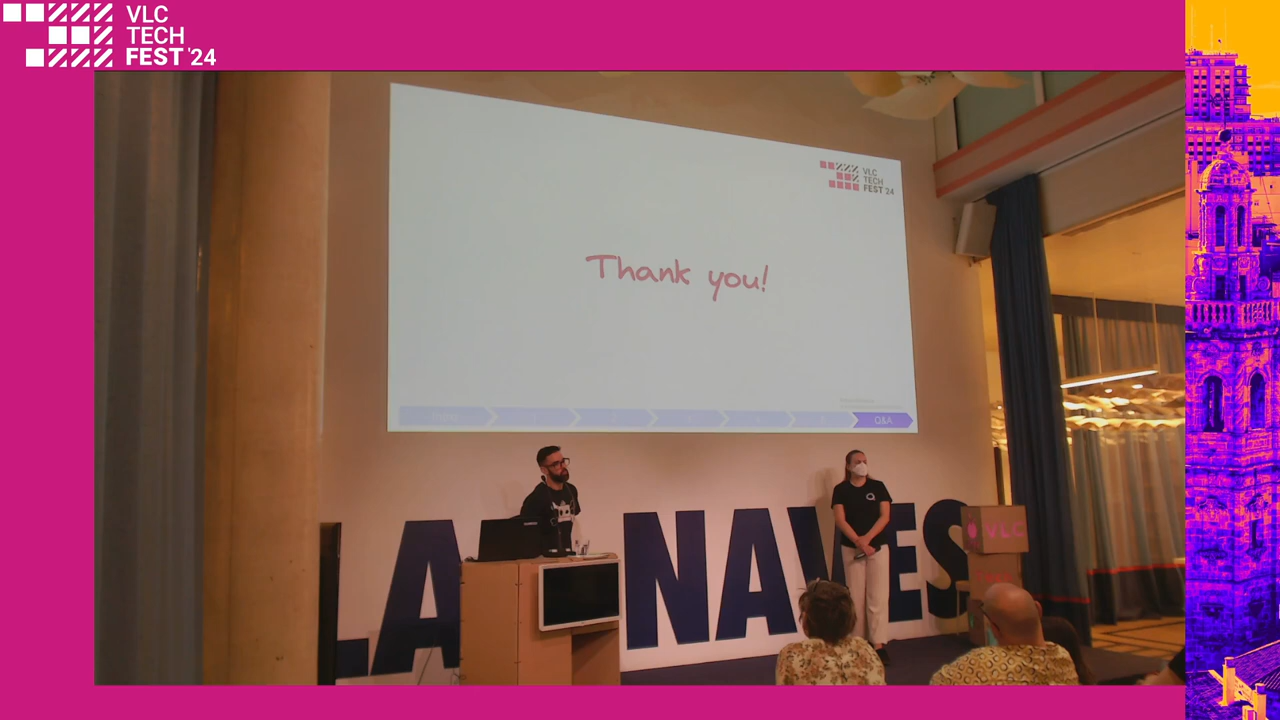 VLC
TECH
FEST '24
VLC
TECH
FEST 24
Thank you!
Q&A
LA NAVES
VLC